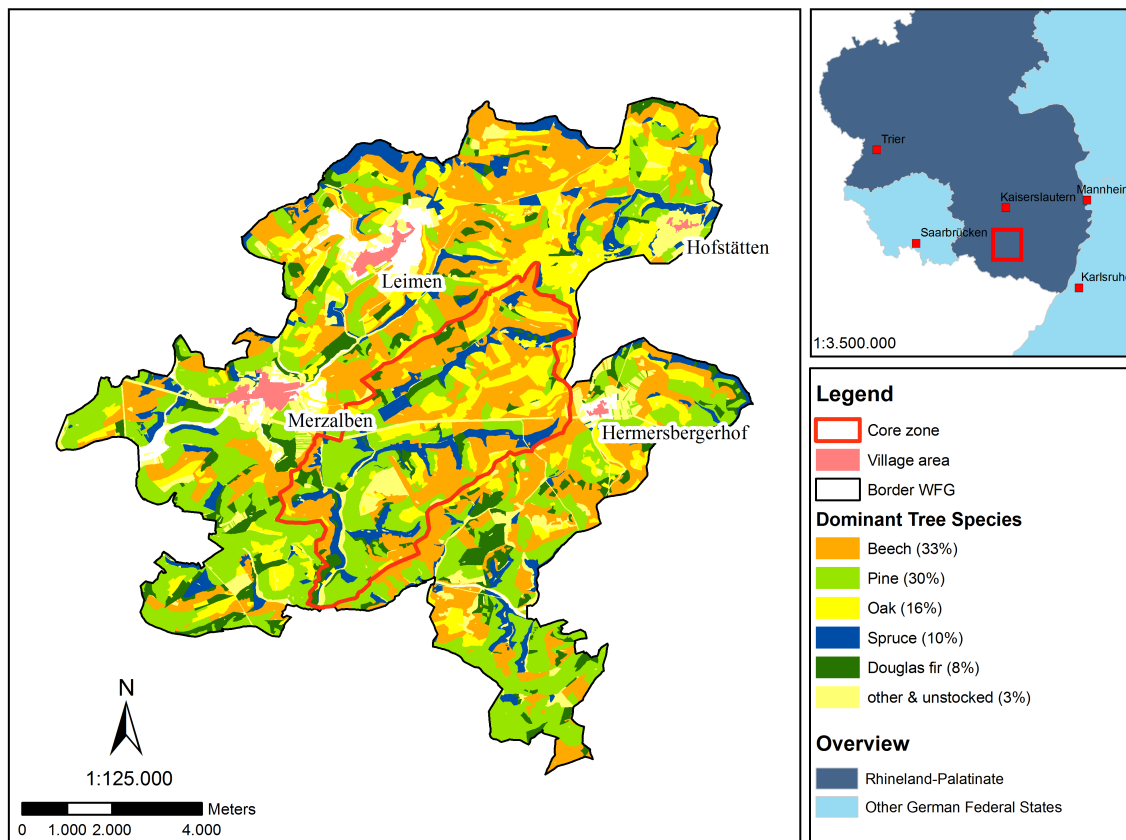 Hofstätten
Leimen
Merzalben
Hermersbergerhof
N
1:125.000
Meters
0 1.000 2.000 4.000
Trier
Kaiserslautern
Mannheim
Saarbrücken
Karlsruhe
1:3.500.000
Legend
Core zone
Village area
Border WFG
Dominant Tree Species
Beech (33%)
Pine (30%)
Oak (16%)
Spruce (10%)
Douglas fir (8%)
other & unstocked (3%)
Overview
Rhineland-Palatinate
Other German Federal States